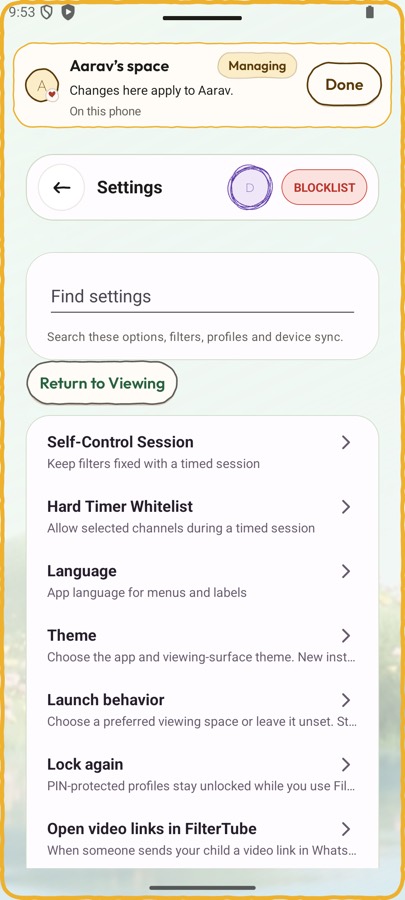 9:53
A
Aarav's space
Managing
Changes here apply to Aarav.
On this phone
Done
Settings
D
BLOCKLIST
Find settings
Search these options, filters, profiles and device sync.
Return to Viewing
Self-Control Session
Keep filters fixed with a timed session
Hard Timer Whitelist
Allow selected channels during a timed session
Language
App language for menus and labels
Theme
Choose the app and viewing-surface theme. New inst…
Launch behavior
Choose a preferred viewing space or leave it unset. St…
Lock again
PIN-protected profiles stay unlocked while you use Fil…
Open video links in FilterTube
When someone sends your child a video link in Whats…